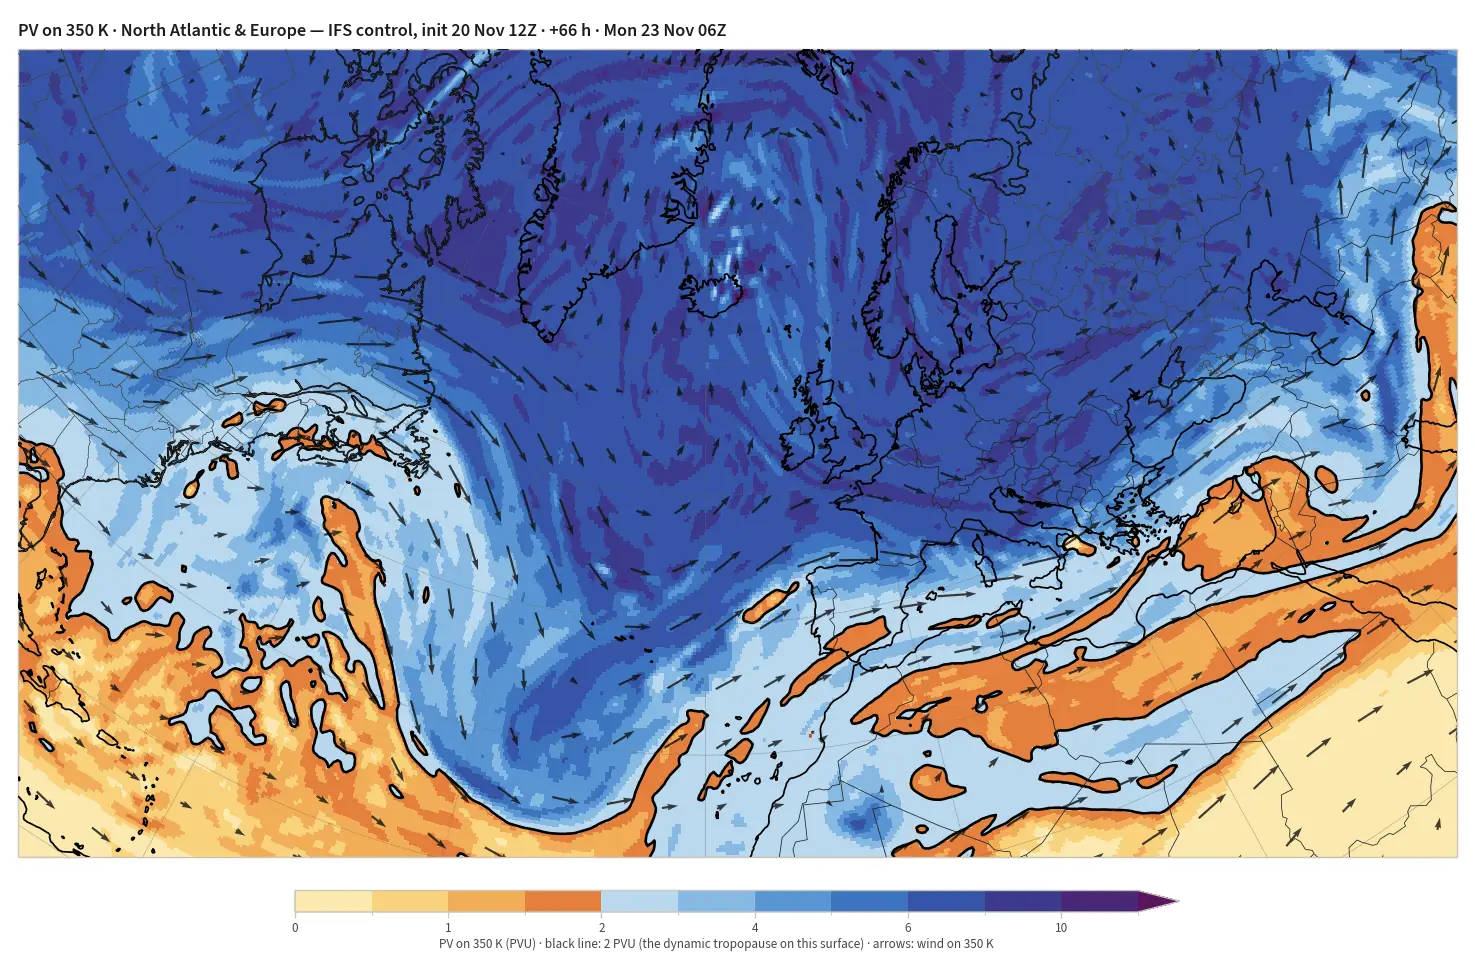 PV on 350 K · North Atlantic & Europe — IFS control, init 20 Nov 12Z · +66 h · Mon 23 Nov 06Z
0 1 2 4 6 10
PV on 350 K (PVU) · black line: 2 PVU (the dynamic tropopause on this surface) · arrows: wind on 350 K